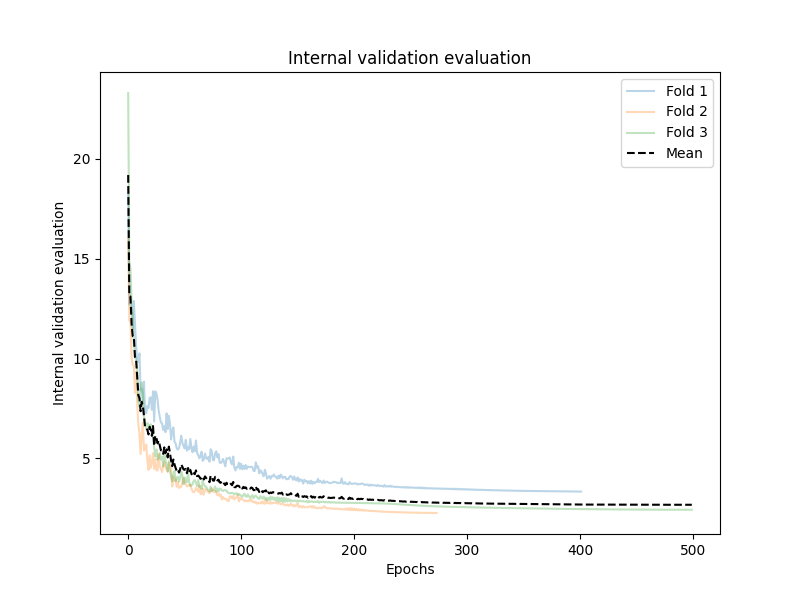 Internal validation evaluation
Fold 1
Fold 2
Fold 3
Mean
Internal validation evaluation
20
15
10
5
0 100 200 300 400 500
Epochs